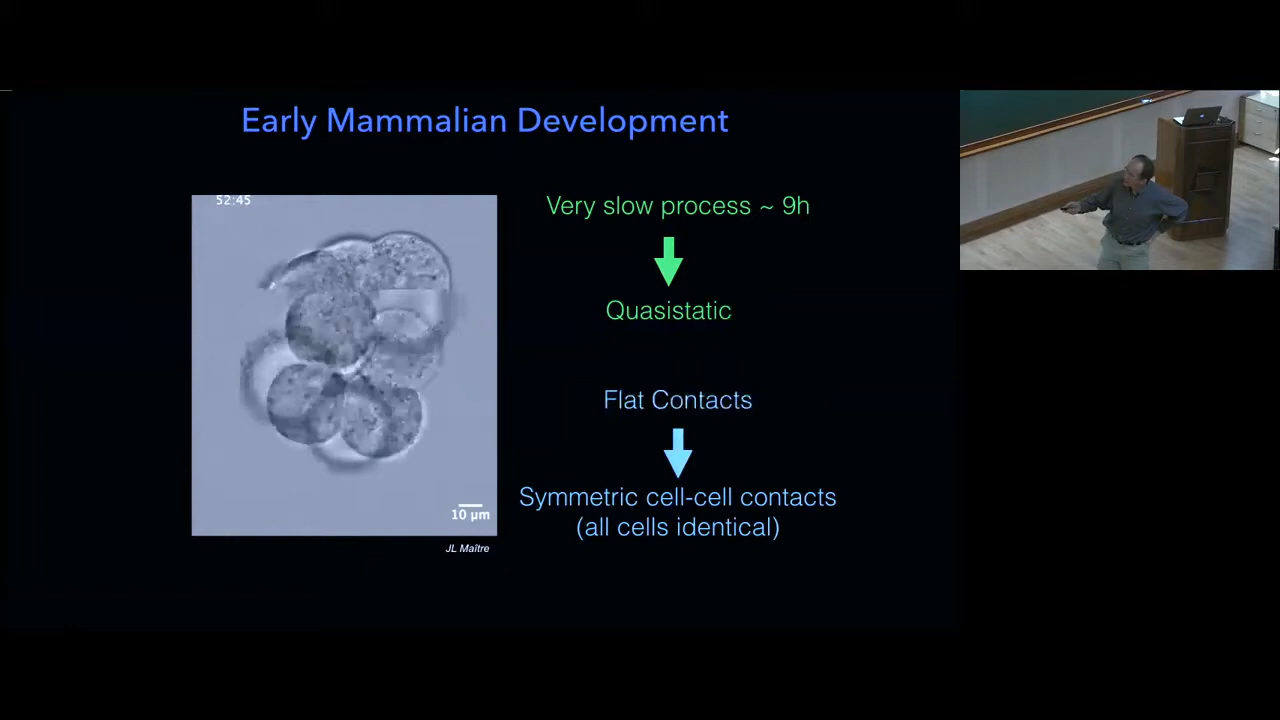 Early Mammalian Development
52:45
Very slow process ~ 9h
Quasistatic
Flat Contacts
Symmetric cell-cell contacts
(all cells identical)
10 µm
JL Maître